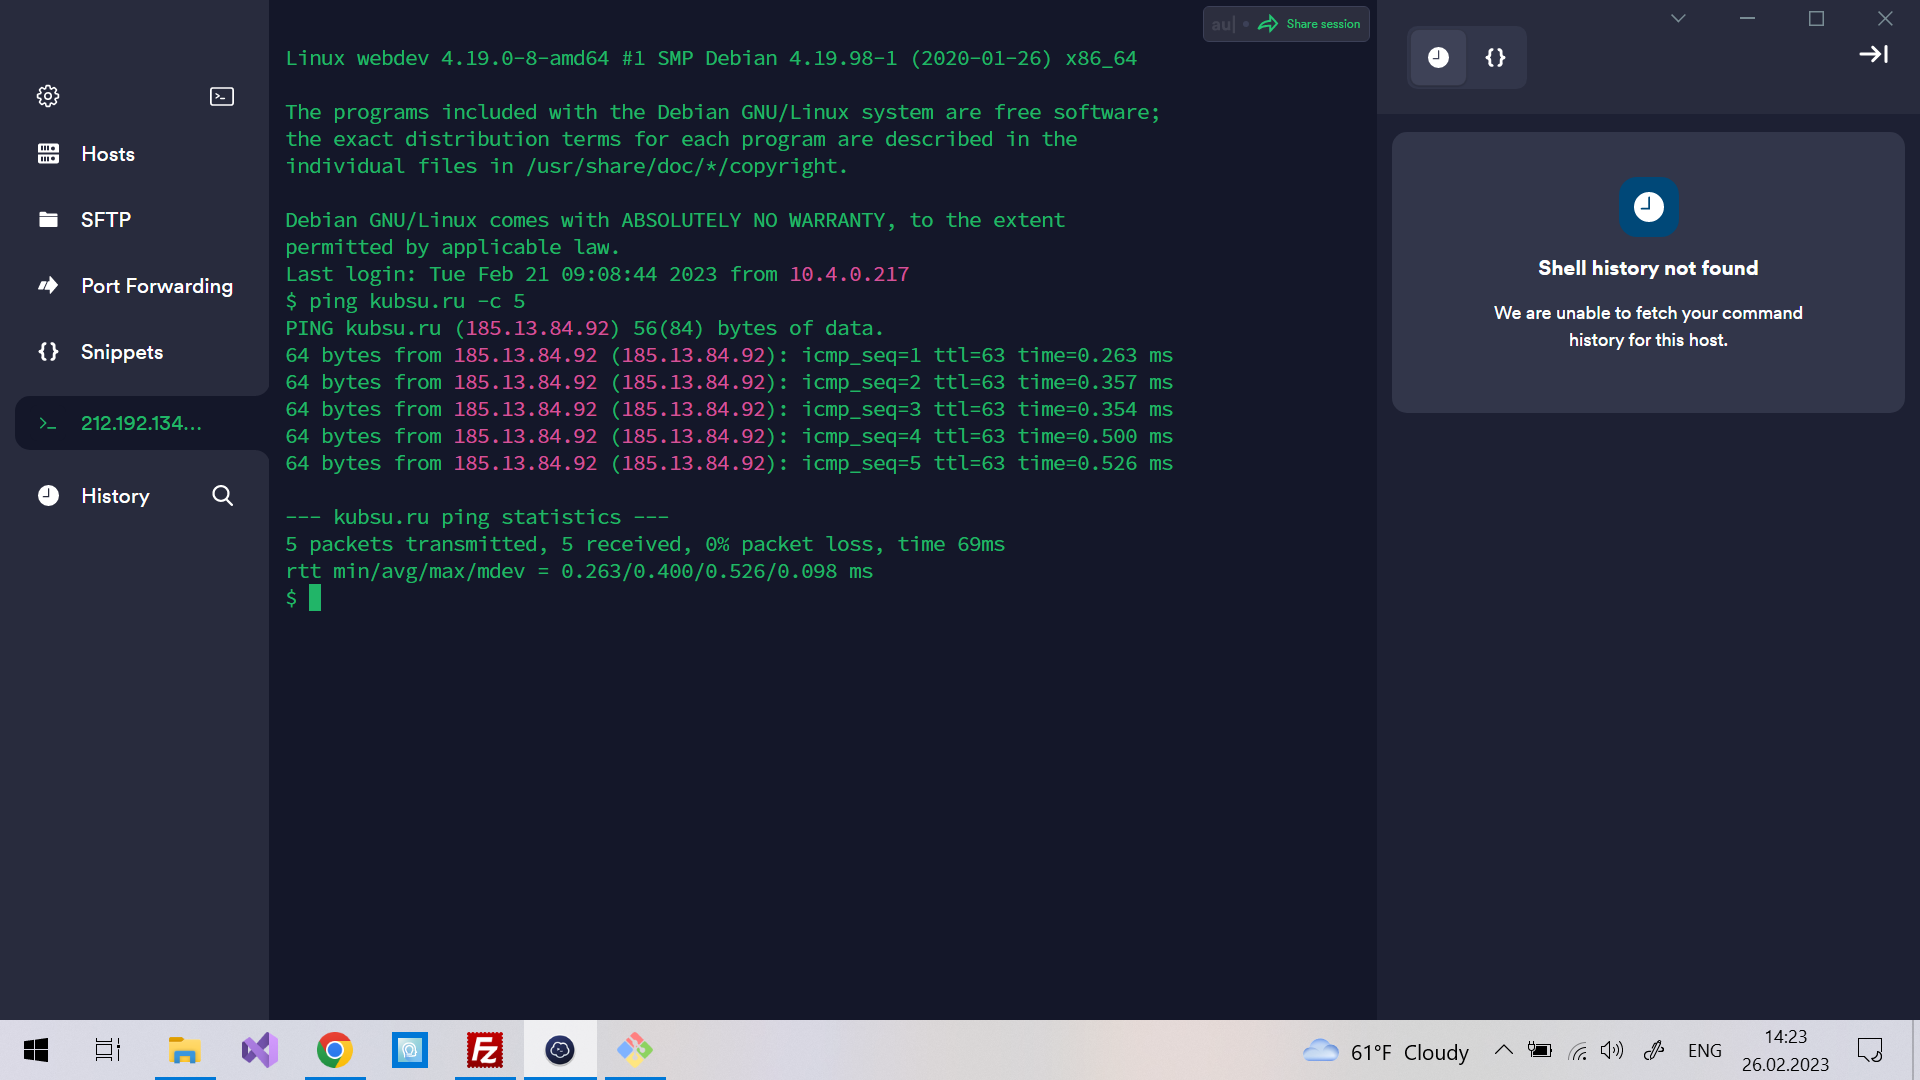 Hosts
SFTP
Port Forwarding
Snippets
212.192.134...
History
Share session
Linux webdev 4.19.0-8-amd64 #1 SMP Debian 4.19.98-1 (2020-01-26) x86_64
The programs included with the Debian GNU/Linux system are free software;
the exact distribution terms for each program are described in the
individual files in /usr/share/doc/*/copyright.
Debian GNU/Linux comes with ABSOLUTELY NO WARRANTY, to the extent
permitted by applicable law.
Last login: Tue Feb 21 09:08:44 2023 from 10.4.0.217
$ ping kubsu.ru -c 5
PING kubsu.ru (185.13.84.92) 56(84) bytes of data.
64 bytes from 185.13.84.92 (185.13.84.92): icmp_seq=1 ttl=63 time=0.263 ms
64 bytes from 185.13.84.92 (185.13.84.92): icmp_seq=2 ttl=63 time=0.357 ms
64 bytes from 185.13.84.92 (185.13.84.92): icmp_seq=3 ttl=63 time=0.354 ms
64 bytes from 185.13.84.92 (185.13.84.92): icmp_seq=4 ttl=63 time=0.500 ms
64 bytes from 185.13.84.92 (185.13.84.92): icmp_seq=5 ttl=63 time=0.526 ms
--- kubsu.ru ping statistics ---
5 packets transmitted, 5 received, 0% packet loss, time 69ms
rtt min/avg/max/mdev = 0.263/0.400/0.526/0.098 ms
$
{}
Shell history not found
We are unable to fetch your command
history for this host.
61°F Cloudy
ENG
14:23
26.02.2023